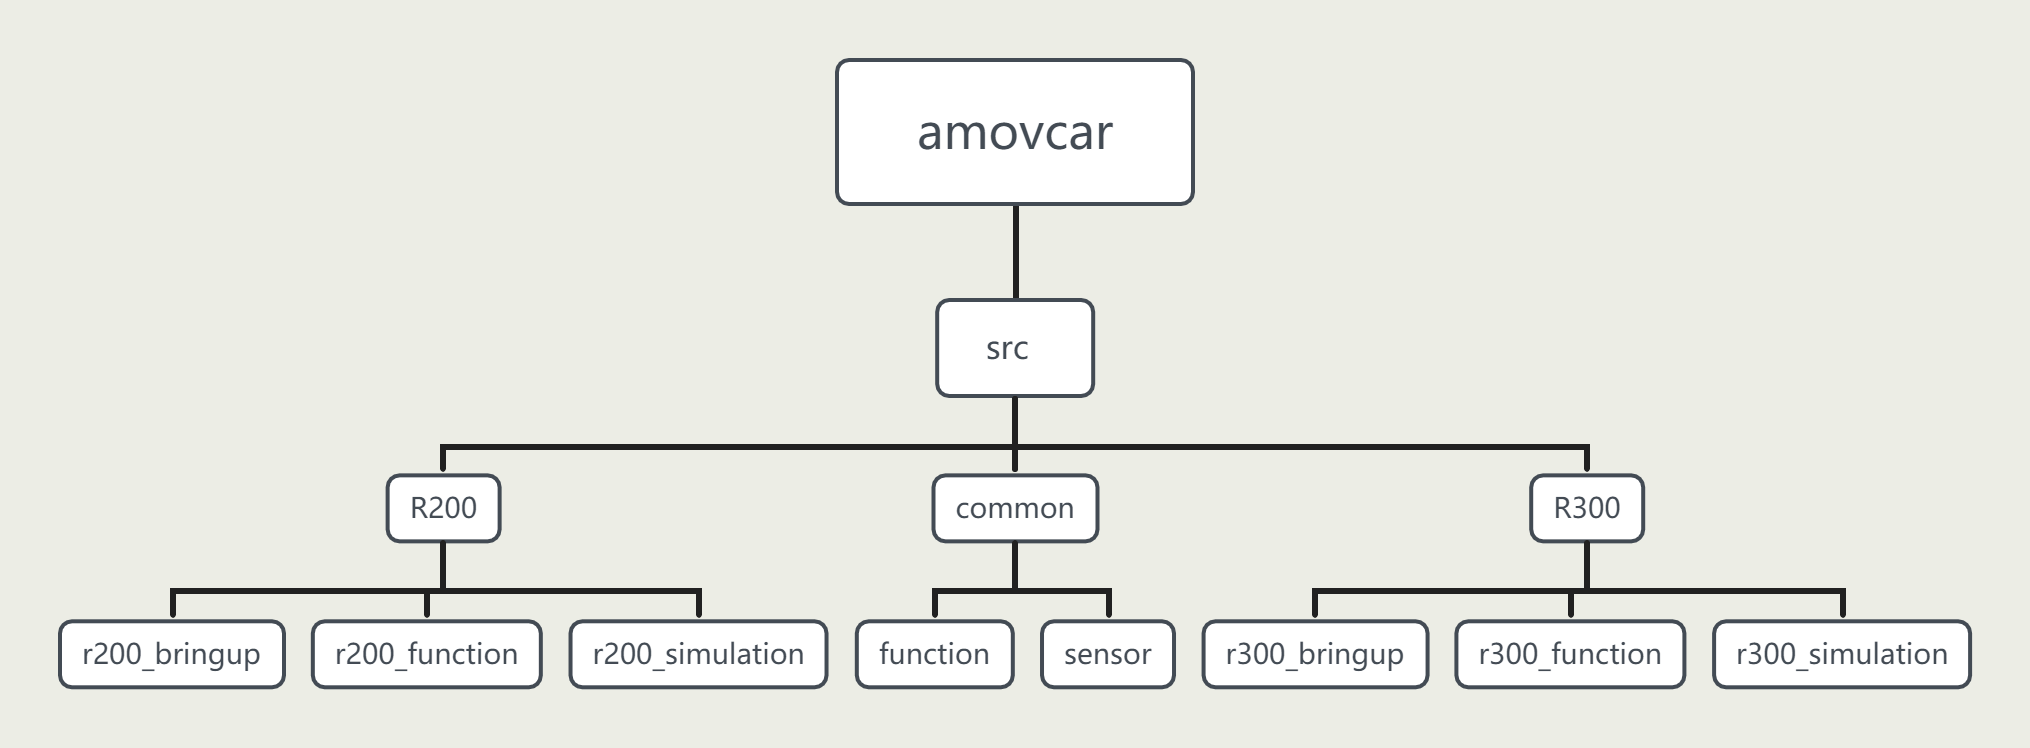 amovcar
src
R200
common
R300
r200_bringup
r200_function
r200_simulation
function
sensor
r300_bringup
r300_function
r300_simulation